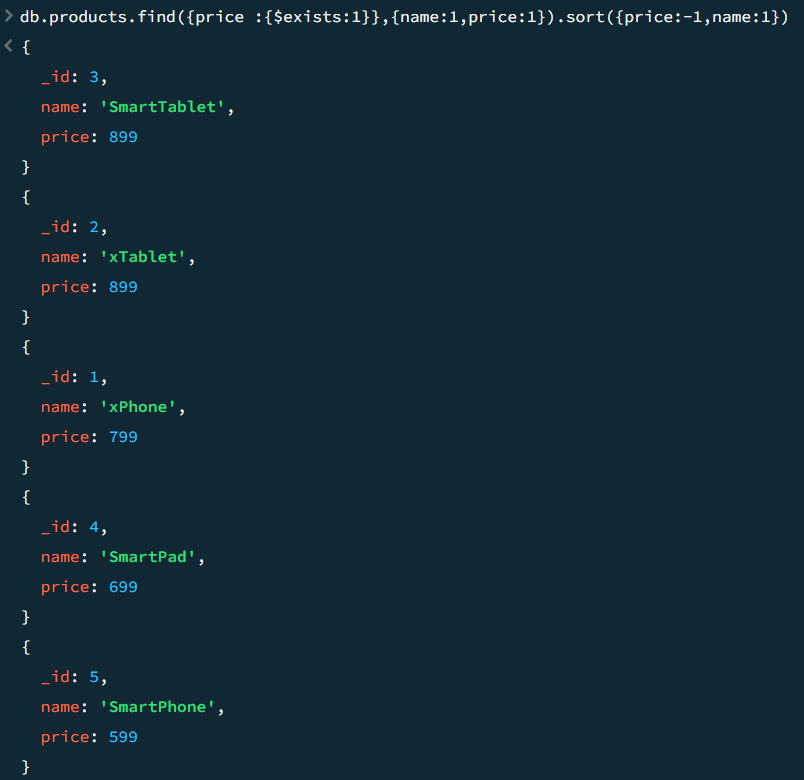 > db.products.find({price :{$exists:1}},{name:1,price:1}).sort({price:-1,name:1})
< {
_id: 3,
name: 'SmartTablet',
price: 899
}
{
_id: 2,
name: 'xTablet',
price: 899
}
{
_id: 1,
name: 'xPhone',
price: 799
}
{
_id: 4,
name: 'SmartPad',
price: 699
}
{
_id: 5,
name: 'SmartPhone',
price: 599
}